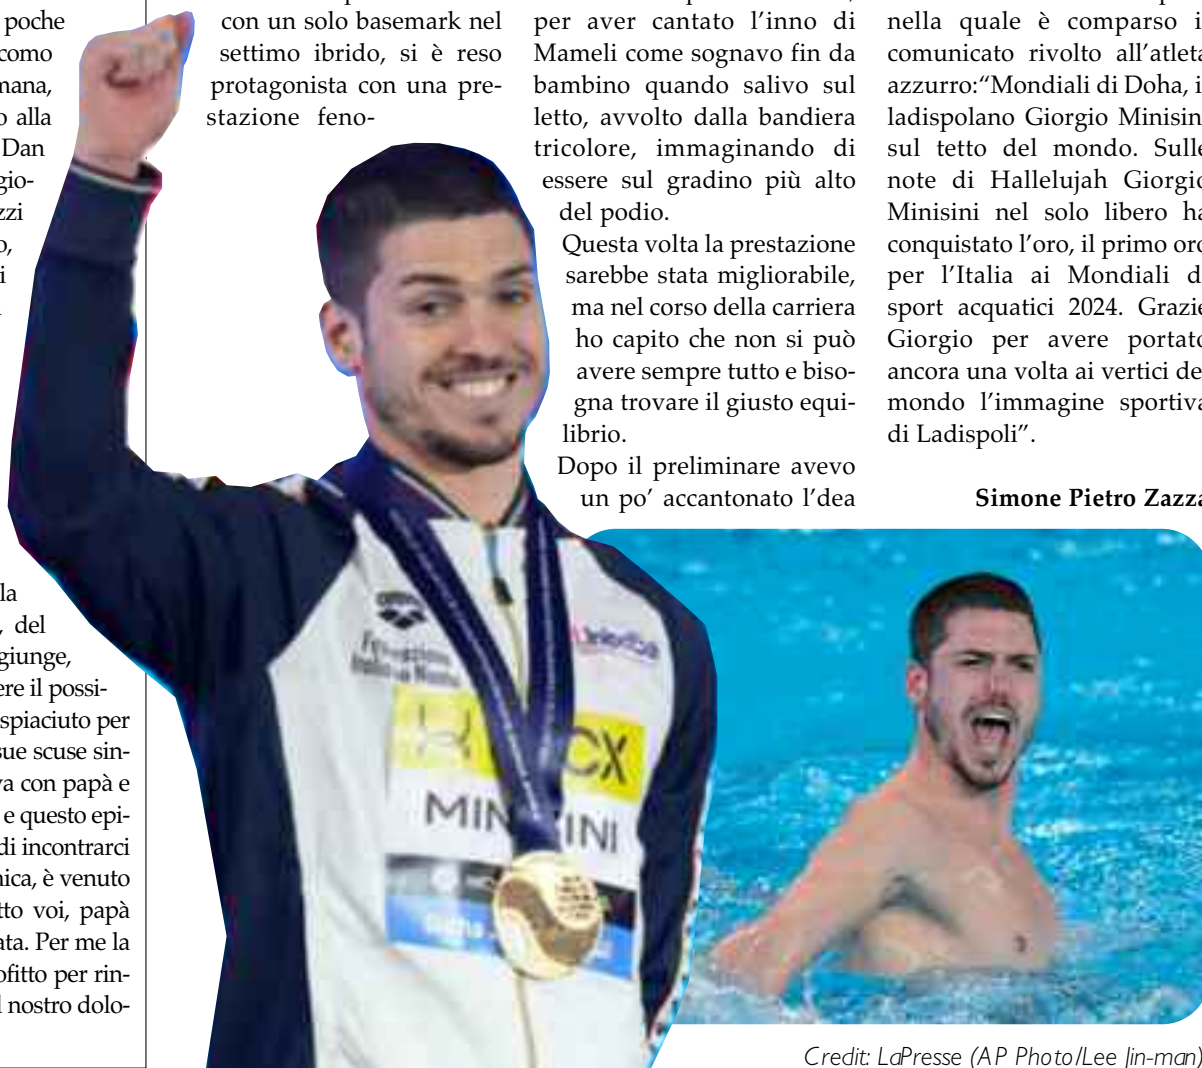 poche
como
mana,
o alla
Dan
gio-
zzi
o,
i
la
, del
giunge,
ere il possi-
spiaciuto per
sue scuse sin-
va con papà e
e questo epi-
di incontrarci
nica, è venuto
tto voi, papà
ata. Per me la
ofitto per rin-
l nostro dolo-
con un solo basemark nel
settimo ibrido, si è reso
protagonista con una pre-
stazione feno-
per aver cantato l’inno di
Mameli come sognavo fin da
bambino quando salivo sul
letto, avvolto dalla bandiera
tricolore, immaginando di
essere sul gradino più alto
del podio.
Questa volta la prestazione
sarebbe stata migliorabile,
ma nel corso della carriera
ho capito che non si può
avere sempre tutto e biso-
gna trovare il giusto equi-
librio.
Dopo il preliminare avevo
un po’ accantonato l’dea
nella quale è comparso i
comunicato rivolto all’atleta
azzurro:“Mondiali di Doha, i
ladispolano Giorgio Minisin
sul tetto del mondo. Sulle
note di Hallelujah Giorgio
Minisini nel solo libero ha
conquistato l’oro, il primo oro
per l’Italia ai Mondiali d
sport acquatici 2024. Grazie
Giorgio per avere portato
ancora una volta ai vertici de
mondo l’immagine sportiva
di Ladispoli”.
Simone Pietro Zazza
arena
CX
MIN INI
Credit: LaPresse (AP Photo/Lee Jin-man)